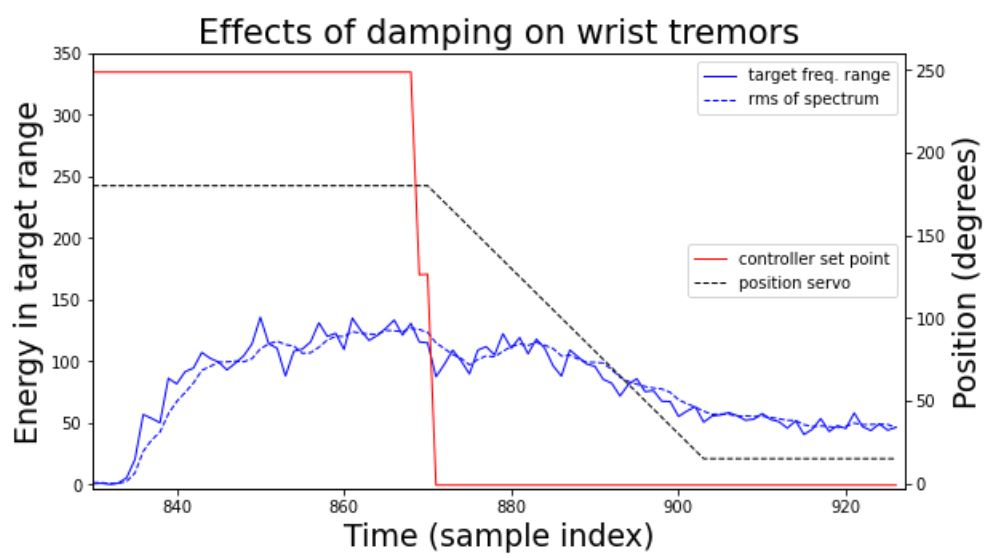 Effects of damping on wrist tremors
Energy in target range
350
300
250
200
150
100
50
0
target freq. range
rms of spectrum
controller set point
position servo
250
200
150
100
50
0
Position (degrees)
840 860 880 900 920
Time (sample index)